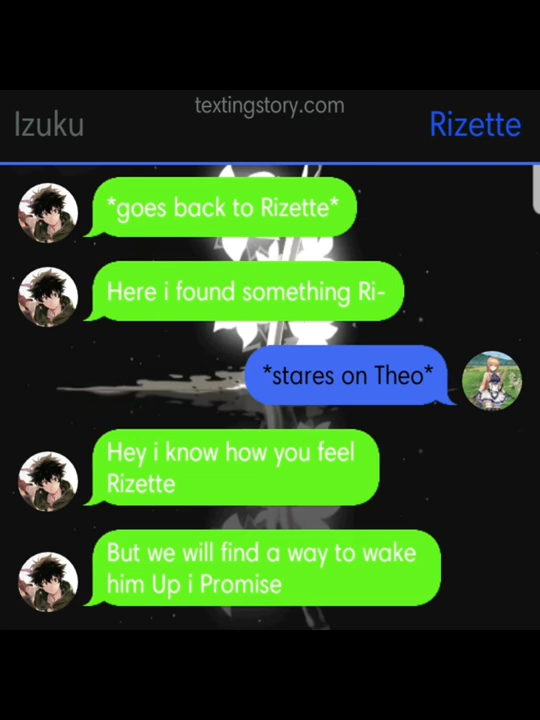 textingstory.com
Izuku
Rizette
*goes back to Rizette*
Here i found something Ri-
*stares on Theo*
Hey i know how you feel
Rizette
But we will find a way to wake
him Up i Promise